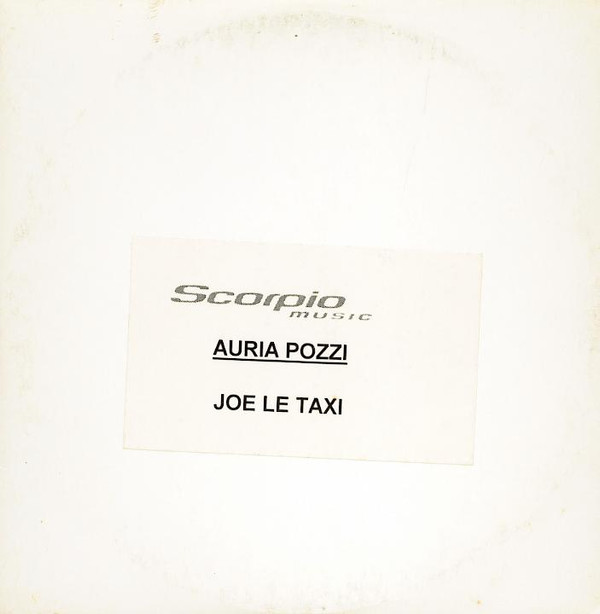 Scorpio
MUSIC
AURIA POZZI
JOE LE TAXI